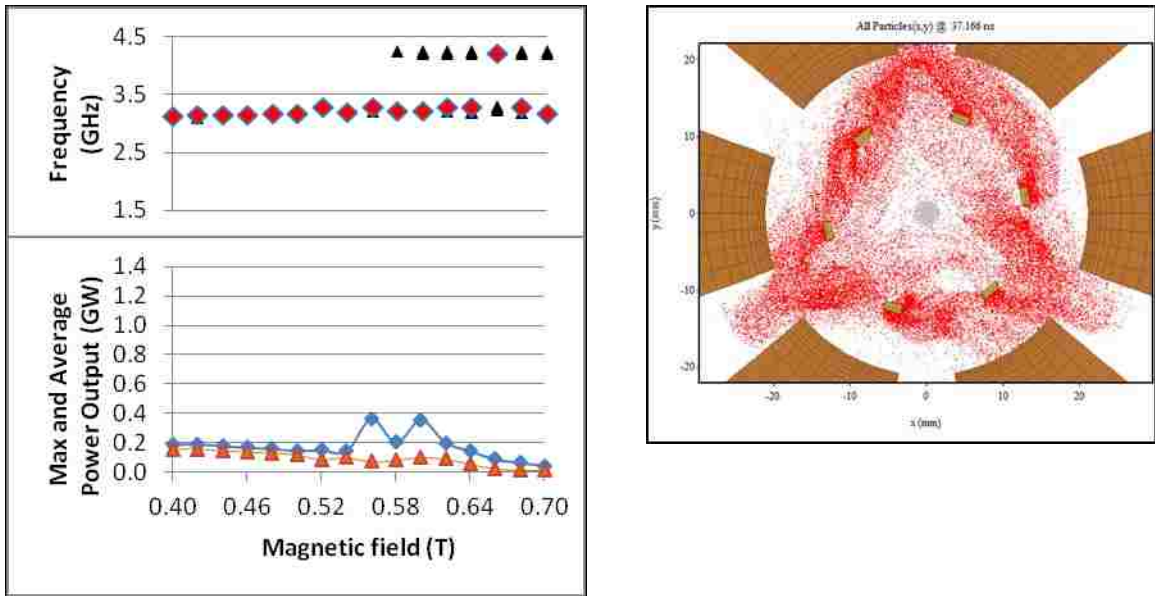 4.5
3.5
2.5
1.5
Frequency
(GHz)
1.4
1.2
1.0
0.8
0.6
0.4
0.2
0.0
Max and Average
Power Output (GW)
0.40 0.46 0.52 0.58 0.64 0.70
Magnetic field (T)
All Particles(x,y) @ 37.166 ns
20
10
0
-10
-20
y (mm)
-20 -10 0 10 20
x (mm)